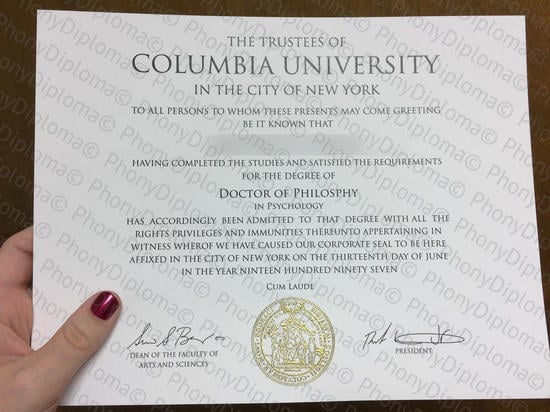 PhonyDiploma©
THE TRUSTEES OF
COLUMBIA UNIVERSITY
IN THE CITY OF NEW YORK
TO ALL PERSONS TO WHOM THESE PRESENTS MAY COME GREETING
BE IT KNOWN THAT
HAVING COMPLETED THE STUDIES AND SATISFIED THE REQUIREMENTS
FOR THE DEGREE OF
DOCTOR OF PHILOSPHY
IN PSYCHOLOGY
HAS ACCORDINGLY BEEN ADMITTED TO THAT DEGREE WITH ALL THE
RIGHTS PRIVILEGES AND IMMUNITIES THEREUNTO APPERTAINING IN
WITNESS WHEROF WE HAVE CAUSED OUR CORPORATE SEAL TO BE HERE
AFFIXED IN THE CITY OF NEW YORK ON THE THIRTEENTH DAY OF JUNE
IN THE YEAR NINTEEN HUNDRED NINETY SEVEN
CUM LAUDE
DEAN OF THE FACULTY OF
ARTS AND SCIENCES
PRESIDENT